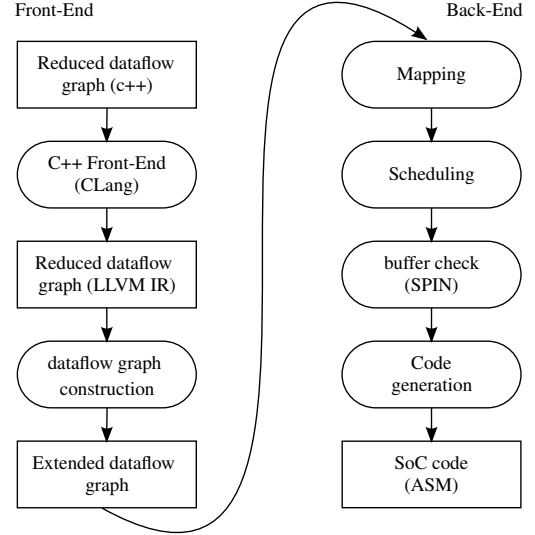 Front-End
Reduced dataflow
graph (c++)
C++ Front-End
(CLang)
Reduced dataflow
graph (LLVM IR)
dataflow graph
construction
Extended dataflow
graph
Back-End
Mapping
Scheduling
buffer check
(SPIN)
Code
generation
SoC code
(ASM)